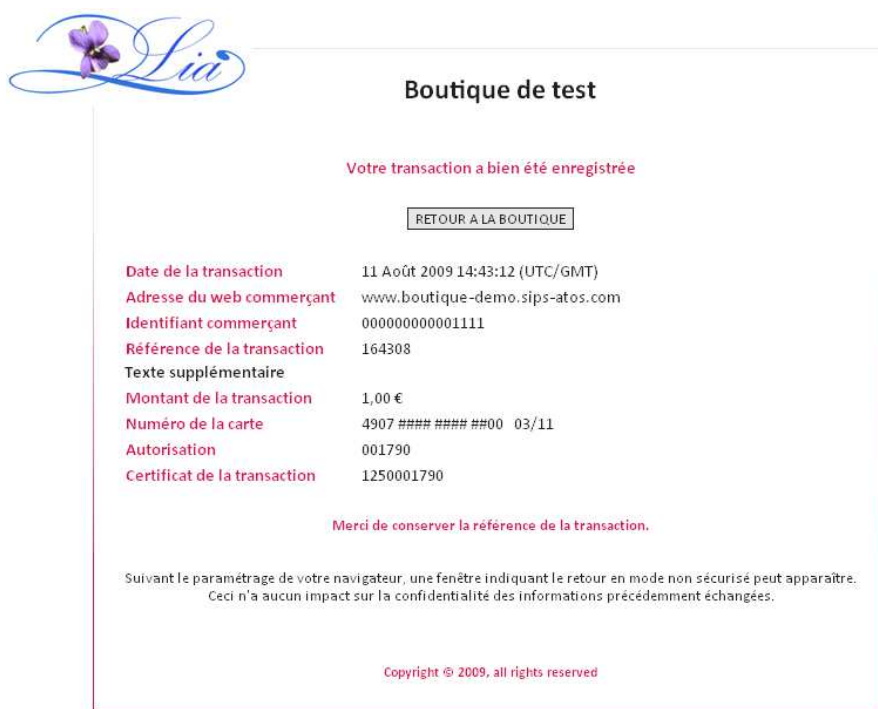 Lia
Boutique de test
Votre transaction a bien été enregistrée
RETOUR A LA BOUTIQUE
Date de la transaction 11 Août 2009 14:43:12 (UTC/GMT)
Adresse du web commerçant www.boutique-demo.sips-atos.com
Identifiant commerçant 000000000001111
Référence de la transaction 164308
Texte supplémentaire
Montant de la transaction 1,00 €
Numéro de la carte 4907 #### #### ##00 03/11
Autorisation 001790
Certificat de la transaction 1250001790
Merci de conserver la référence de la transaction.
Suivant le paramétrage de votre navigateur, une fenêtre indiquant le retour en mode non sécurisé peut apparaître.
Ceci n'a aucun impact sur la confidentialité des informations précédemment échangées.
Copyright © 2009, all rights reserved